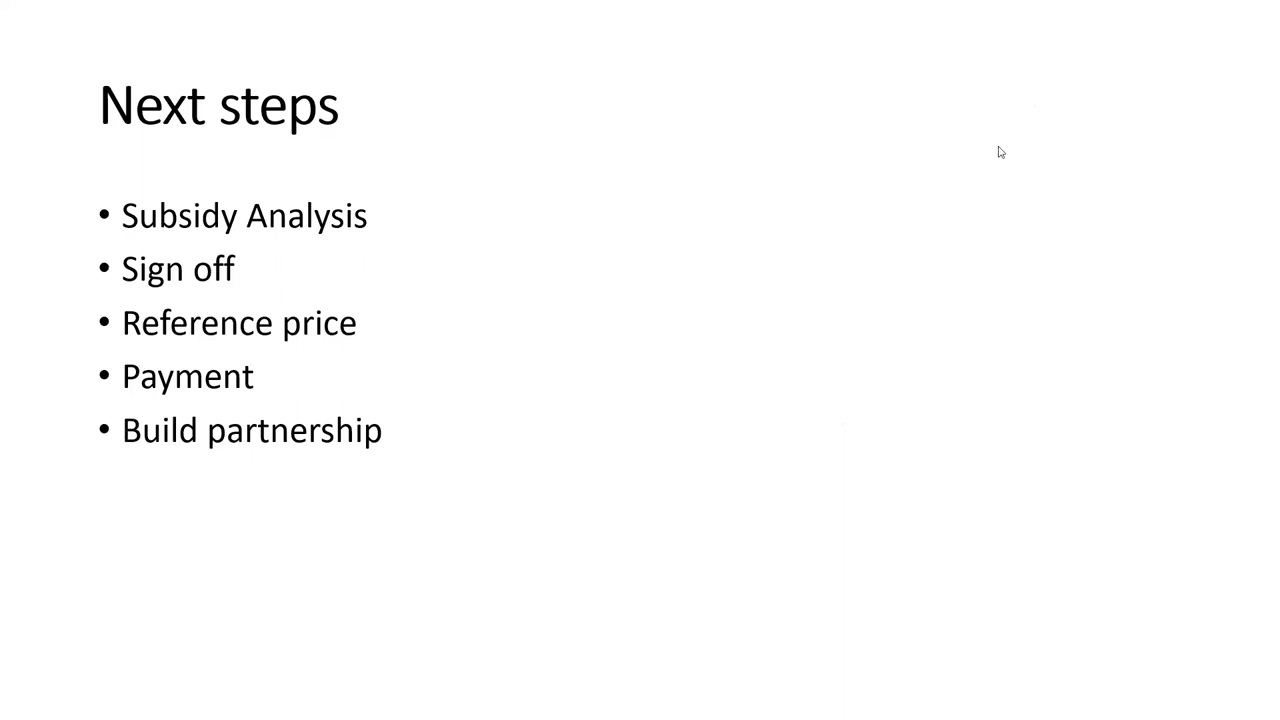 Next steps
• Subsidy Analysis
• Sign off
• Reference price
• Payment
• Build partnership